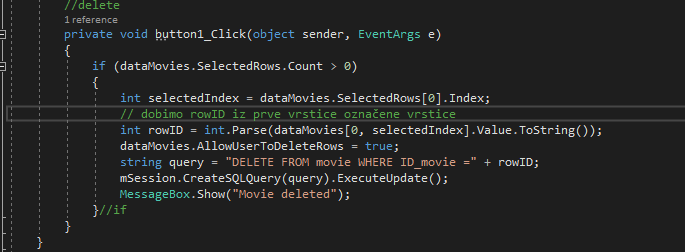 //delete
1 reference
private void button1_Click(object sender, EventArgs e)
{
if (dataMovies.SelectedRows.Count > 0)
{
int selectedIndex = dataMovies.SelectedRows[0].Index;
// dobimo rowID iz prve vrstice označene vrstice
int rowID = int.Parse(dataMovies[0, selectedIndex].Value.ToString());
dataMovies.AllowUserToDeleteRows = true;
string query = "DELETE FROM movie WHERE ID_movie =" + rowID;
mSession.CreateSQLQuery(query).ExecuteUpdate();
MessageBox.Show("Movie deleted");
}//if
}
}